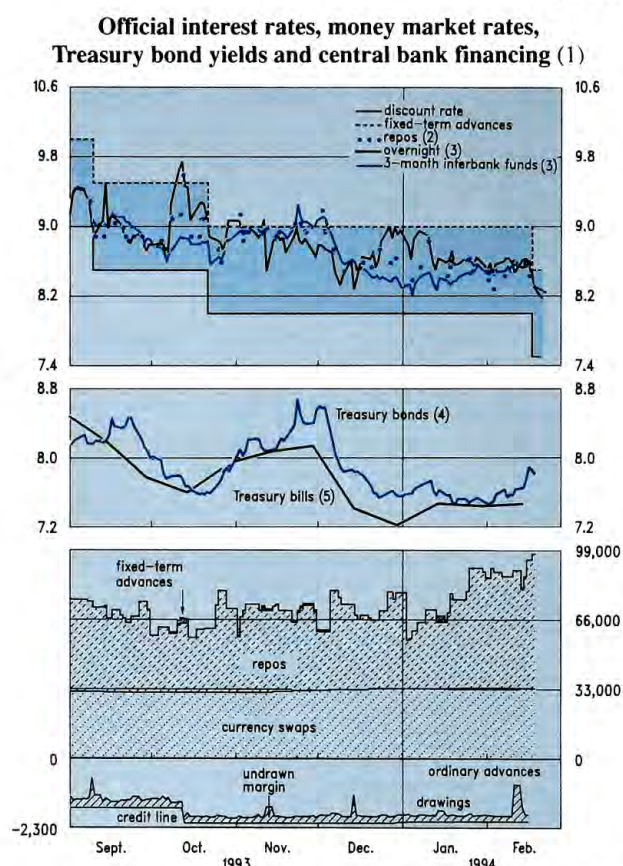 Official interest rates, money market rates,
Treasury bond yields and central bank financing (1)
10.6 10.6
discount rate
fixed-term advances
repos (2)
overnight (3)
3-month interbank funds (3)
9.8 9.8
9.0 9.0
8.2 8.2
7.4 7.4
8.8 8.8
Treasury bonds (4)
8.0 8.0
Treasury bills (5)
7.2 7.2
99,000
fixed-term
advances
66,000
repos
33,000
currency swaps
0 0
undrawn
margin
ordinary advances
drawings
credit line
-2,300
Sept. Oct. Nov. Dec. Jan. Feb.
1993 1994